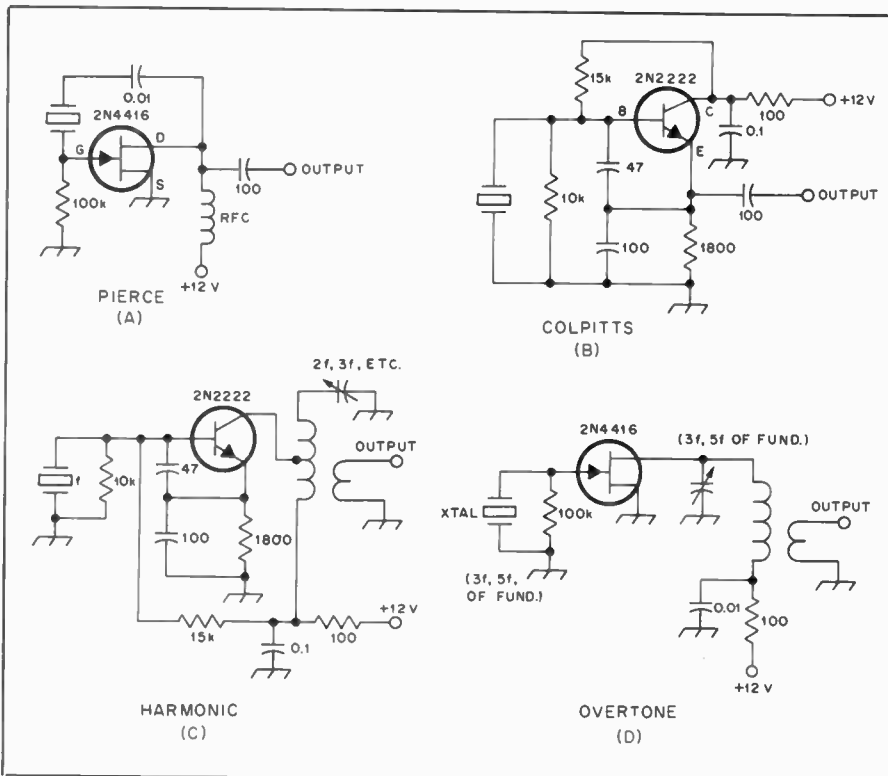 0.01
2N4416
G
D
S
100k
100
OUTPUT
RFC
+12 V
PIERCE
(A)
15k
2N2222
B
C
E
100
+12 V
0.1
47
10k
100
OUTPUT
100
1800
COLPITTS
(B)
2f, 3f, ETC.
2N2222
OUTPUT
f
10k
47
100
1800
+12 V
15k
0.1
100
HARMONIC
(C)
2N4416
(3f, 5f OF FUND.)
XTAL
100k
OUTPUT
(3f, 5f,
OF FUND.)
0.01
100
+12 V
OVERTONE
(D)